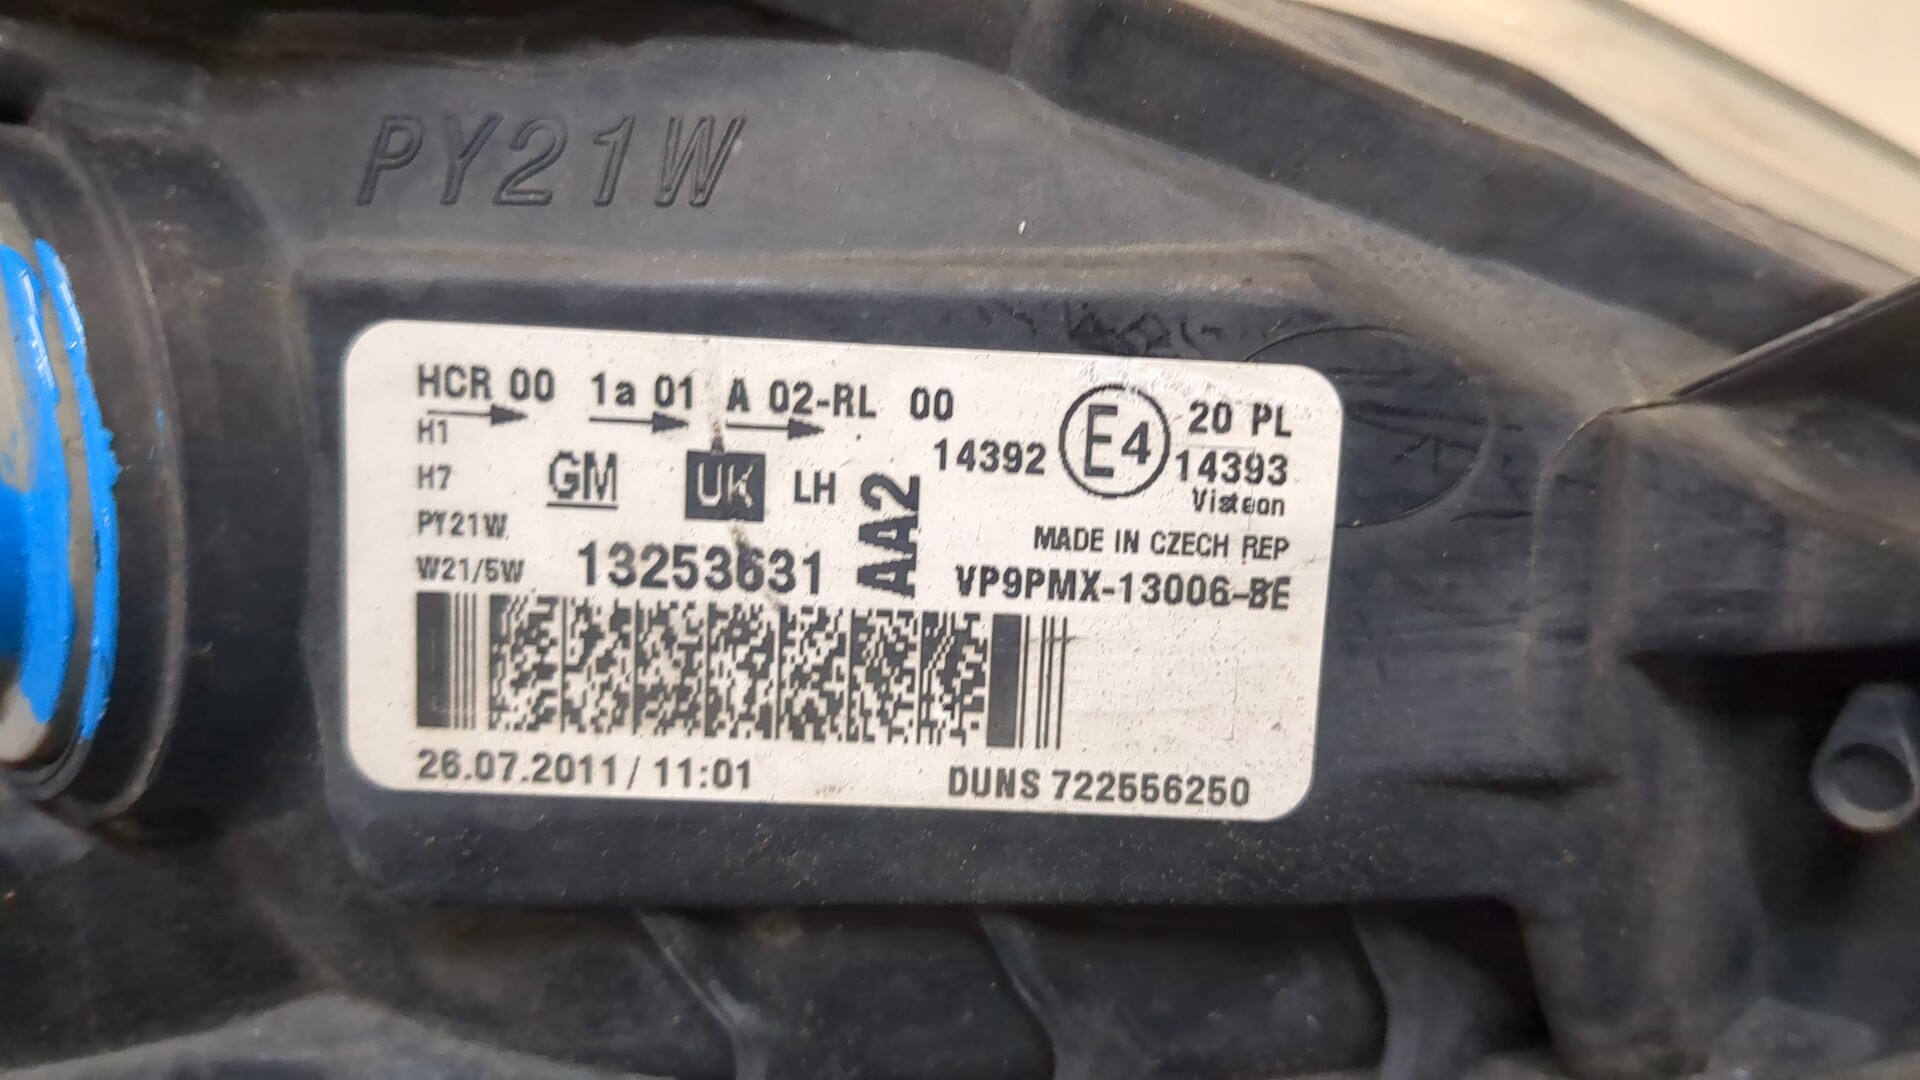 PY21W
HCR 00 1a 01 A 02-RL 00
14392 E4 20 PL
14393
H1
H7
PY21W
W21/5W
GM UK LH AA2
Visteon
MADE IN CZECH REP
13253631
VP9PMX-13006-BE
26.07.2011 / 11:01
DUNS 722556250